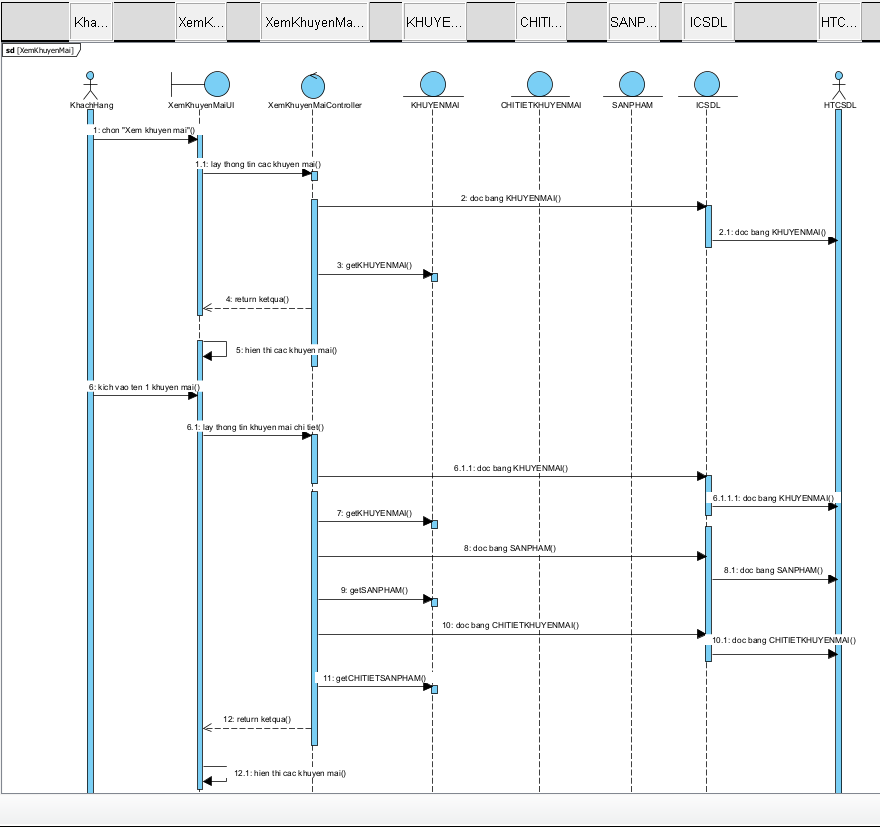 Kha...
XemK...
XemKhuyenMa...
KHUYE...
CHITI...
SANP...
ICSDL
HTC...
sd [XemKhuyenMai]
KhachHang
XemKhuyenMaiUI
XemKhuyenMaiController
KHUYENMAI
CHITIETKHUYENMAI
SANPHAM
ICSDL
HTCSDL
1: chon "Xem khuyen mai"()
1.1: lay thong tin cac khuyen mai()
2: doc bang KHUYENMAI()
2.1: doc bang KHUYENMAI()
3: getKHUYENMAI()
4: return ketqua()
5: hien thi cac khuyen mai()
6: kich vao ten 1 khuyen mai()
6.1: lay thong tin khuyen mai chi tiet()
6.1.1: doc bang KHUYENMAI()
6.1.1.1: doc bang KHUYENMAI()
7: getKHUYENMAI()
8: doc bang SANPHAM()
8.1: doc bang SANPHAM()
9: getSANPHAM()
10: doc bang CHITIETKHUYENMAI()
10.1: doc bang CHITIETKHUYENMAI()
11: getCHITIETSANPHAM()
12: return ketqua()
12.1: hien thi cac khuyen mai()